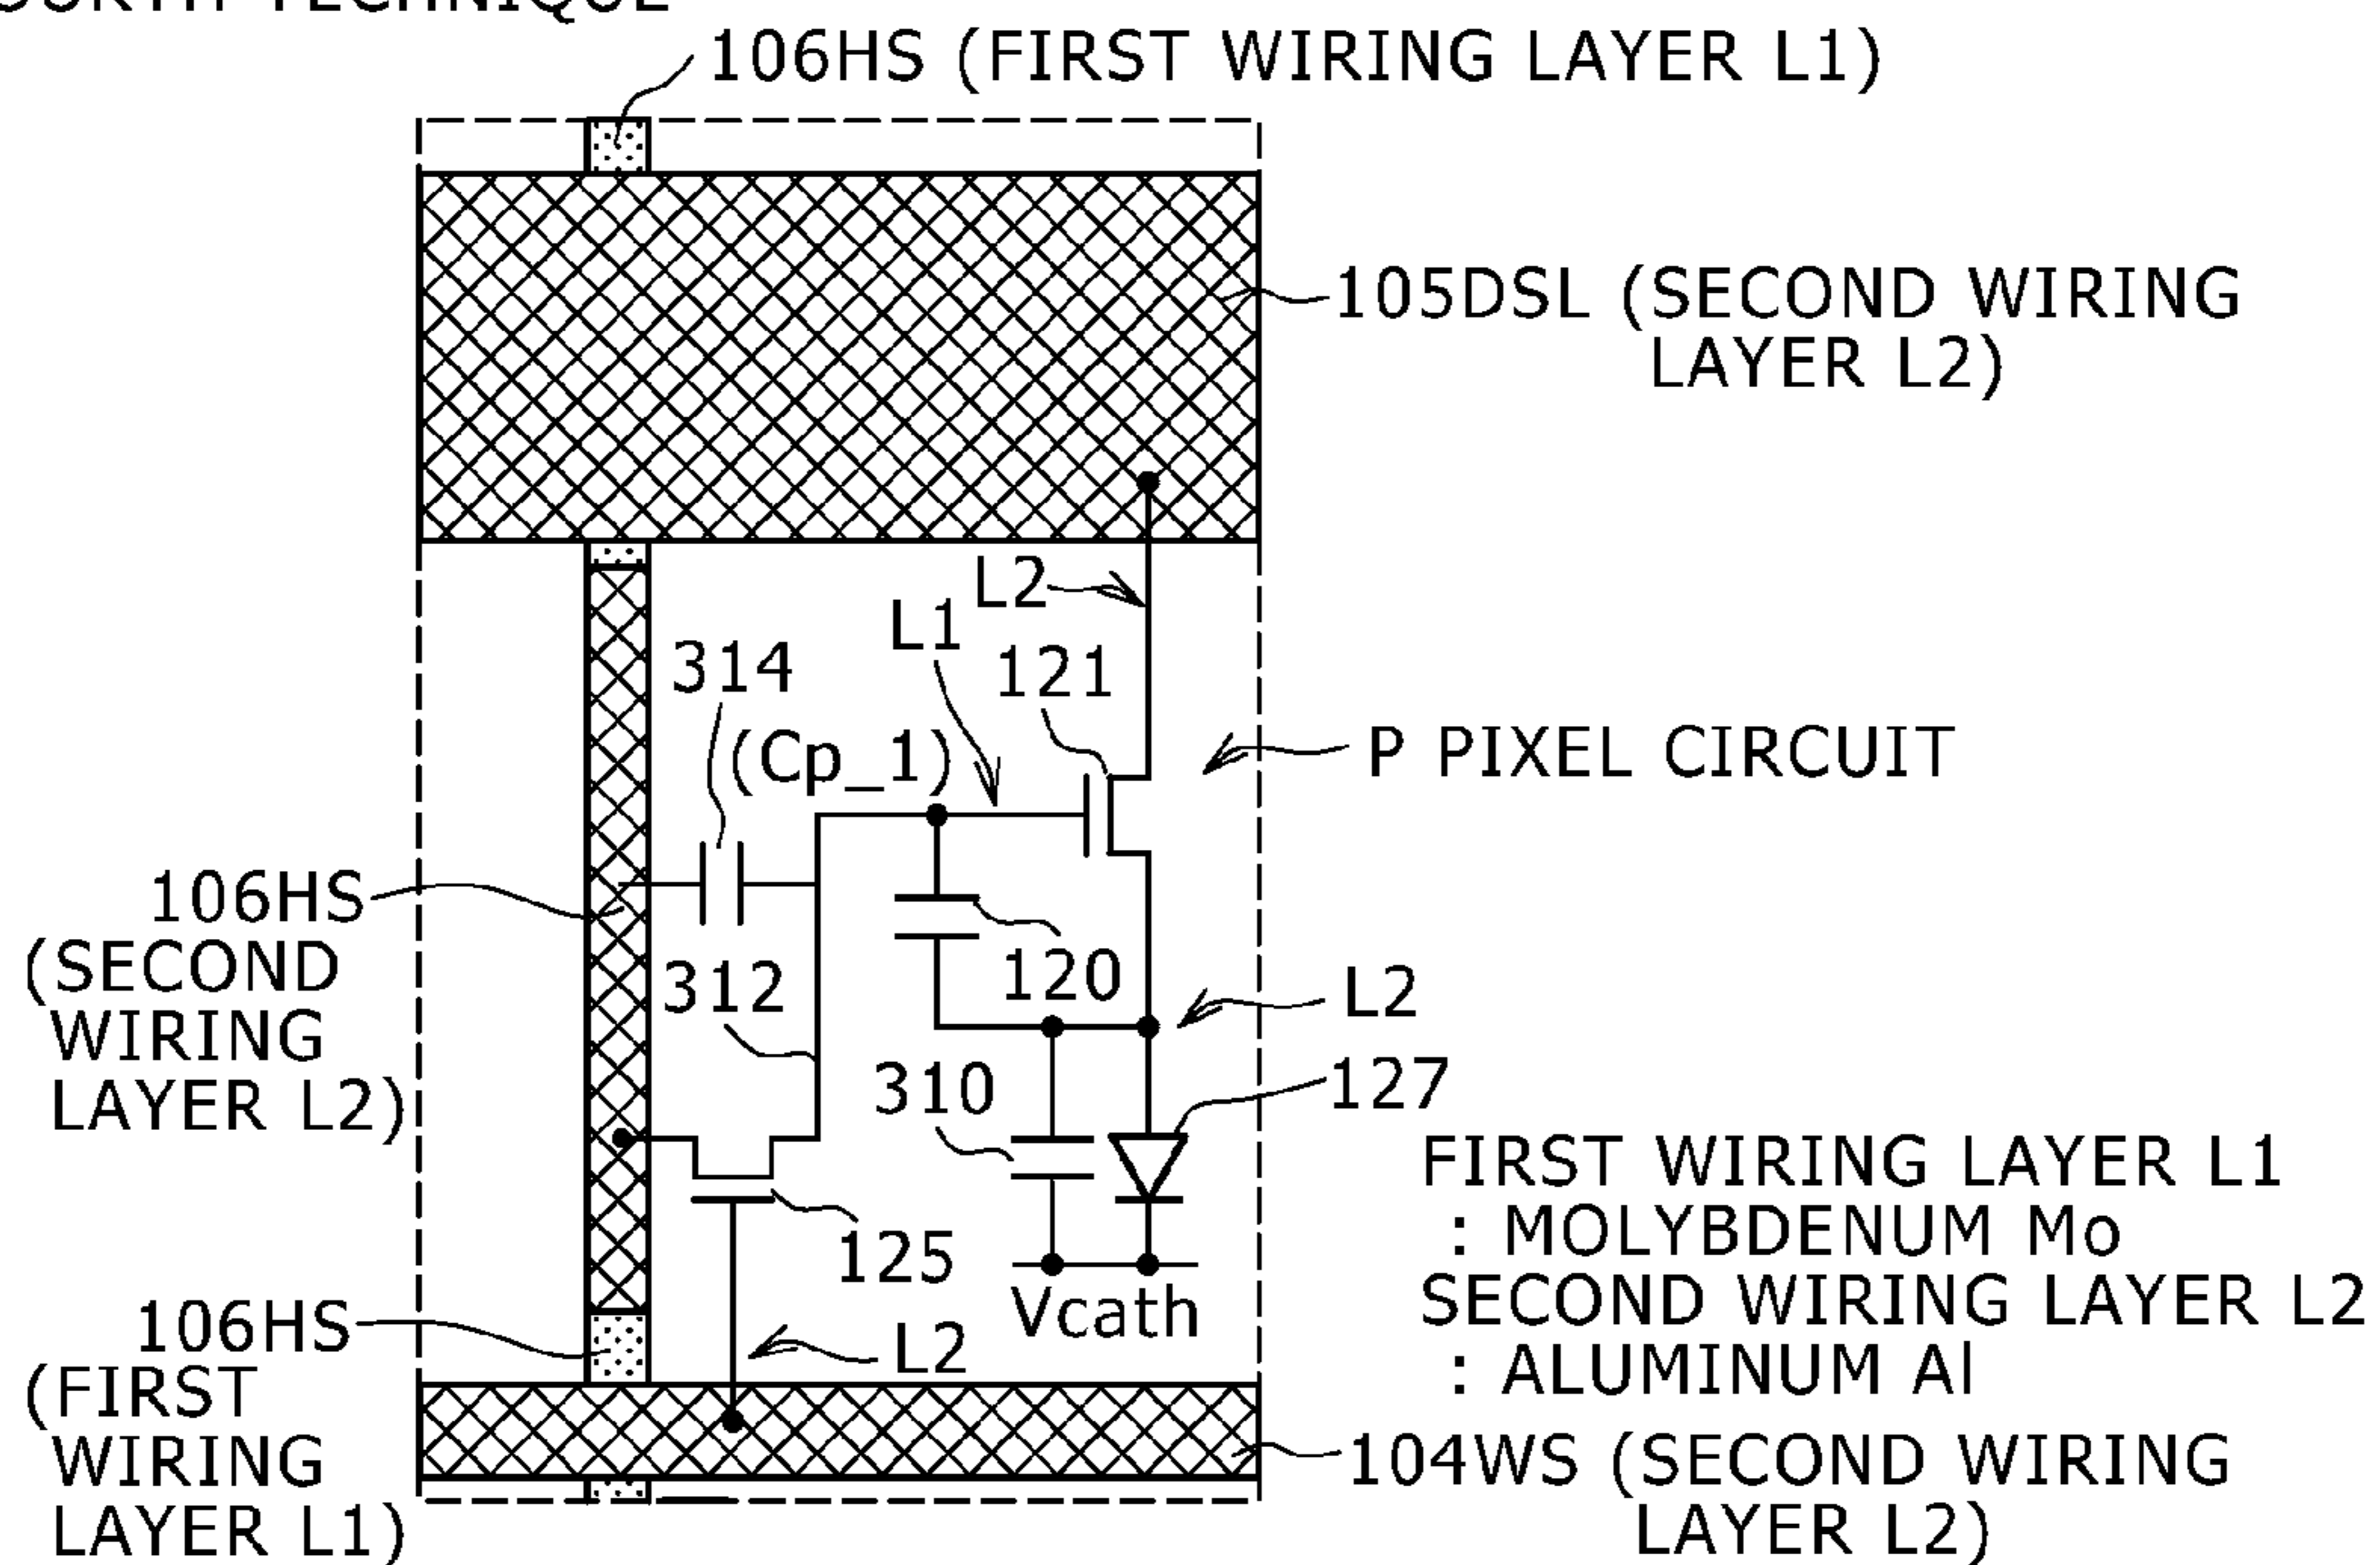 TECHNIQUE
106HS (FIRST WIRING LAYER L1)
105DSL (SECOND WIRING
LAYER L2)
L2
L1
314
121
(Cp_1)
P PIXEL CIRCUIT
106HS
(SECOND
WIRING
LAYER L2)
312
120
L2
310
127
FIRST WIRING LAYER L1
: MOLYBDENUM Mo
SECOND WIRING LAYER L2
: ALUMINUM Al
125
Vcath
106HS
(FIRST
WIRING
LAYER L1)
L2
104WS (SECOND WIRING
LAYER L2)